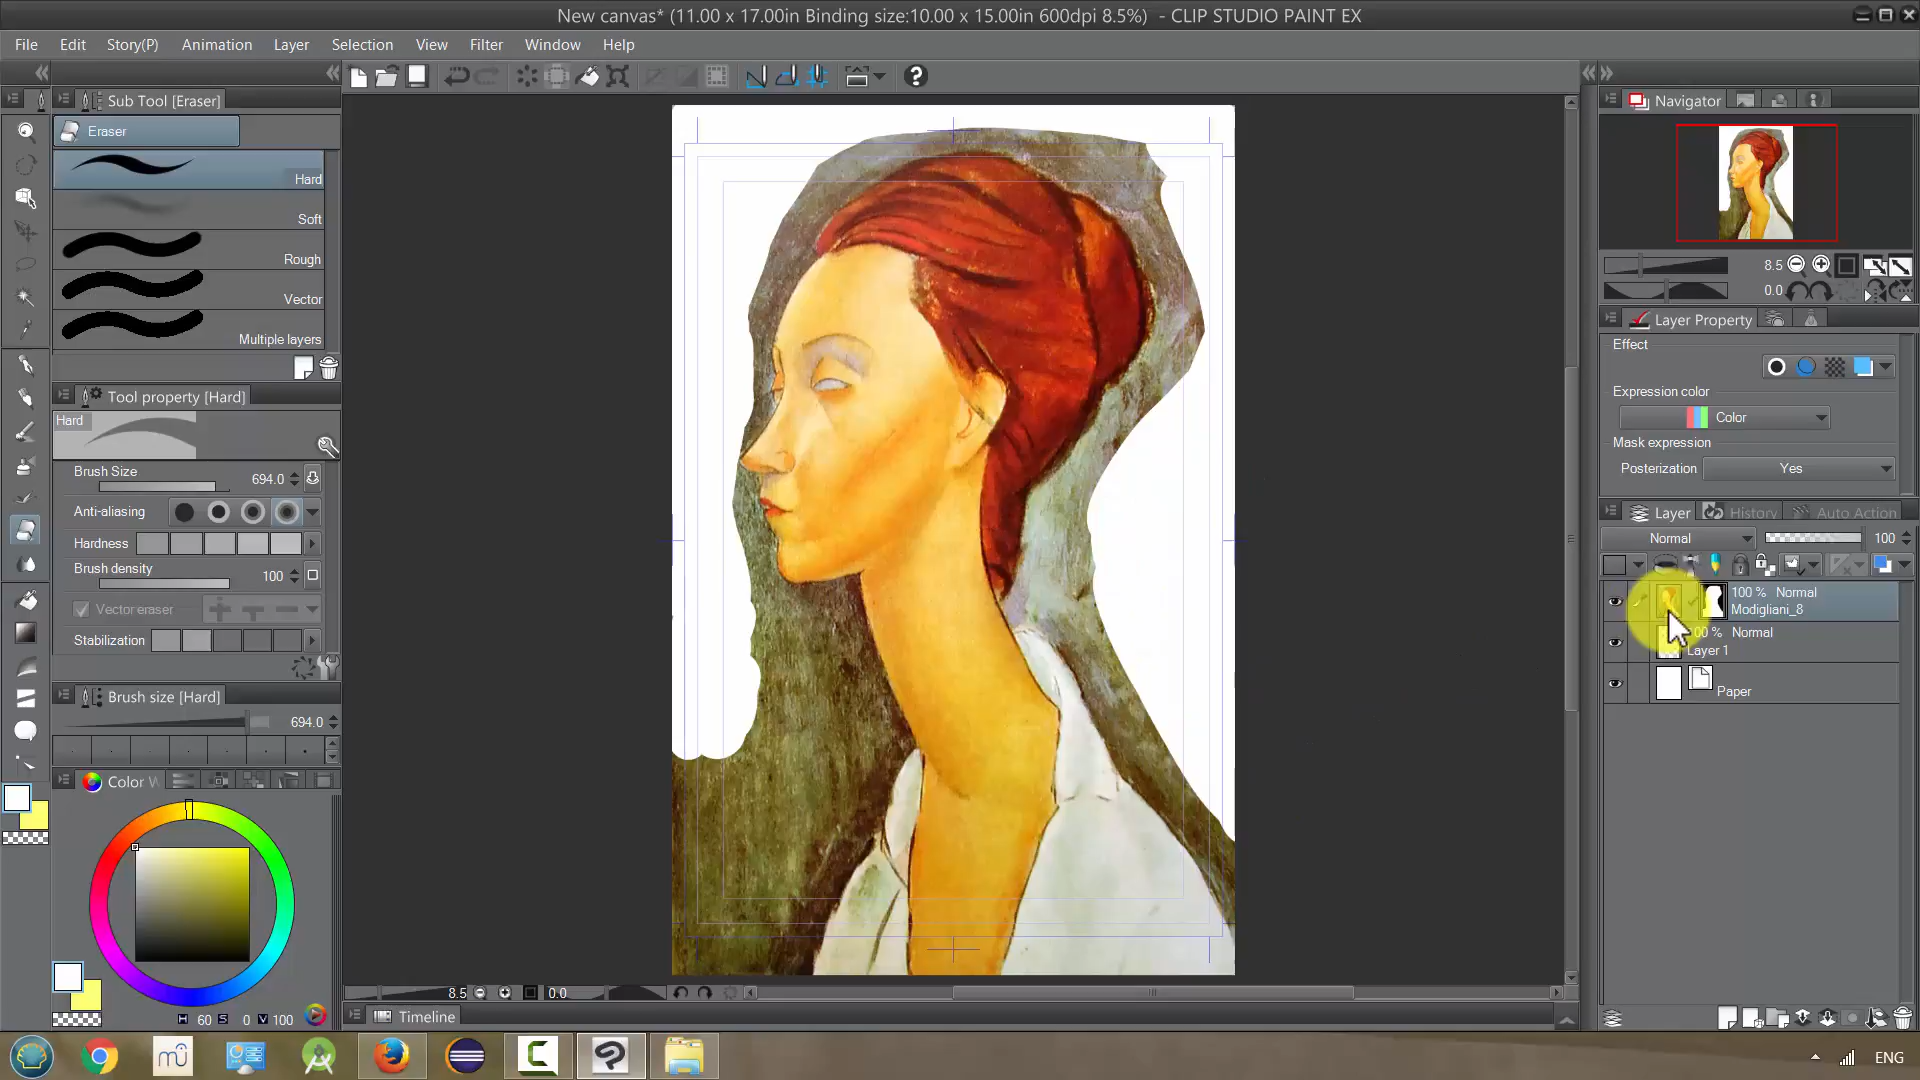 New canvas* (11.00 x 17.00in Binding size:10.00 x 15.00in 600dpi 8.5%)  - CLIP STUDIO PAINT EX
File Edit Story(P) Animation Layer Selection View Filter Window Help
Sub Tool [Eraser]
Eraser
Hard
Soft
Rough
Vector
Multiple layers
Tool property [Hard]
Hard
Brush Size 694.0
Anti-aliasing
Hardness
Brush density 100
Vector eraser
Stabilization
Brush size [Hard]
694.0
Color W
H 60 S 0 V 100
8.5 0.0
Timeline
Navigator
8.5
0.0
Layer Property
Effect
Expression color
Color
Mask expression
Posterization Yes
Layer History Auto Action
Normal 100
100 % Normal
Modigliani_8
00 % Normal
Layer 1
Paper
ENG